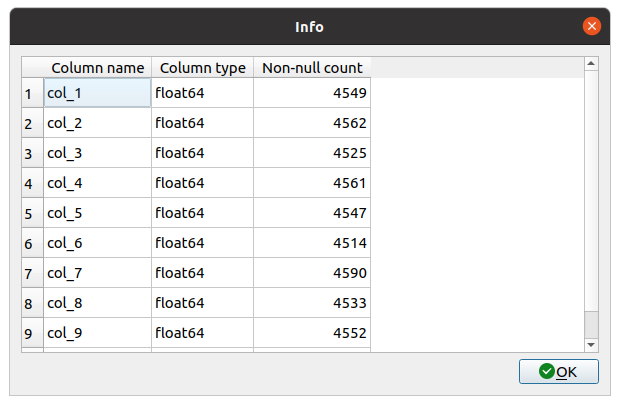 Info
Column name Column type Non-null count
1 col_1 float64 4549
2 col_2 float64 4562
3 col_3 float64 4525
4 col_4 float64 4561
5 col_5 float64 4547
6 col_6 float64 4514
7 col_7 float64 4590
8 col_8 float64 4533
9 col_9 float64 4552
OK